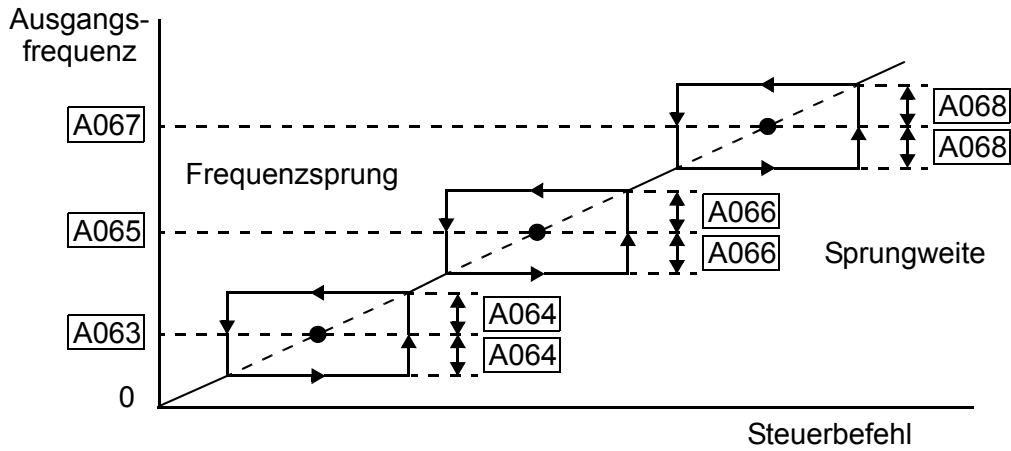 Ausgangs-
frequenz
A067
A068
A068
Frequenzsprung
A065
A066
A066
Sprungweite
A063
A064
A064
0
Steuerbefehl